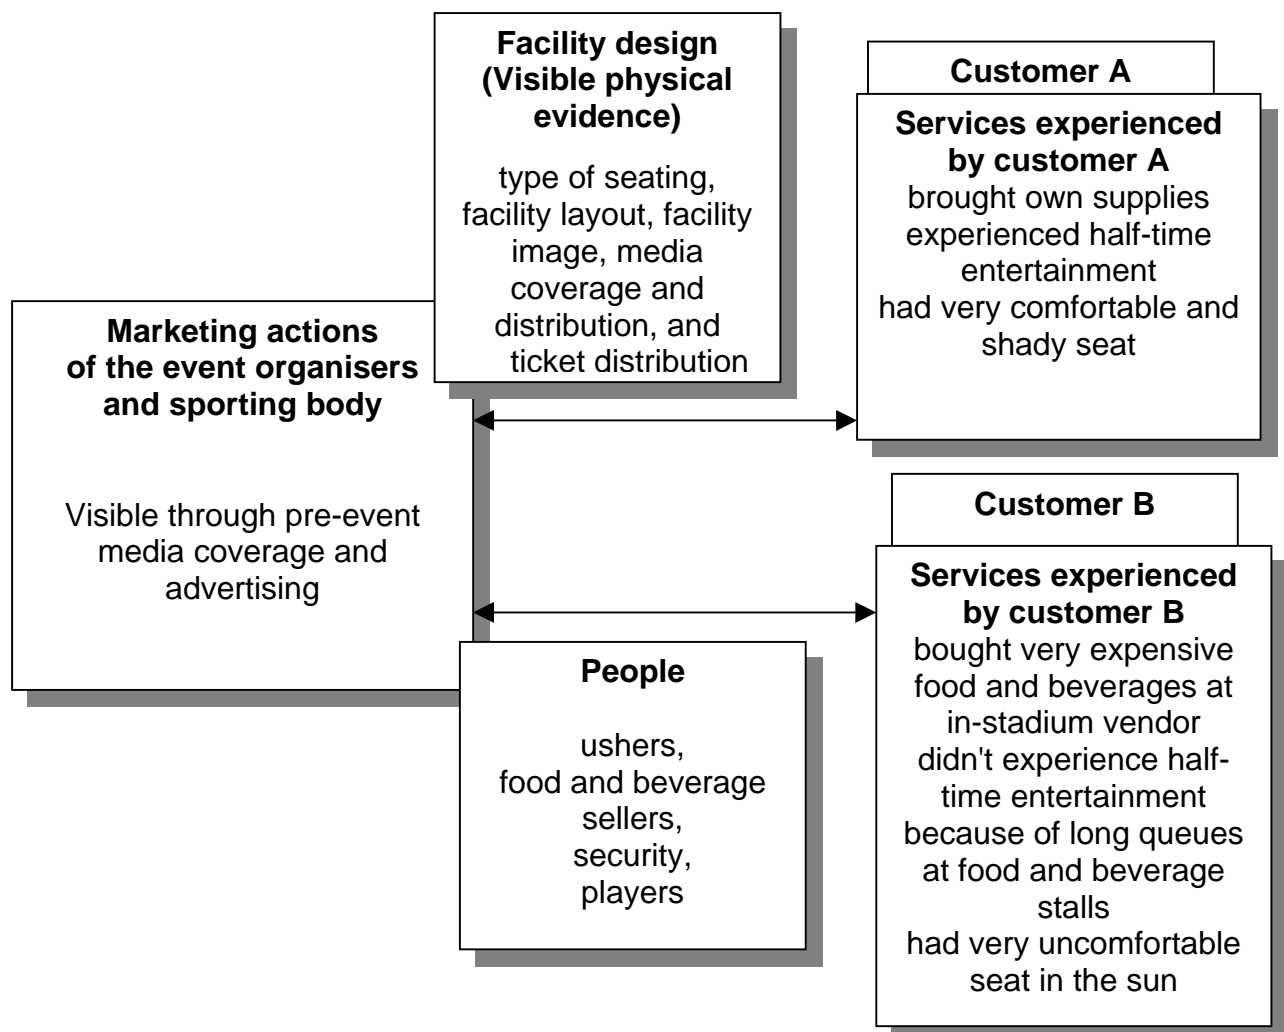 Facility design
(Visible physical
evidence)
type of seating,
facility layout, facility
image, media
coverage and
distribution, and
ticket distribution
Customer A
Services experienced
by customer A
brought own supplies
experienced half-time
entertainment
had very comfortable and
shady seat
Marketing actions
of the event organisers
and sporting body
Visible through pre-event
media coverage and
advertising
Customer B
Services experienced
by customer B
bought very expensive
food and beverages at
in-stadium vendor
didn't experience half-
time entertainment
because of long queues
at food and beverage
stalls
had very uncomfortable
seat in the sun
People
ushers,
food and beverage
sellers,
security,
players